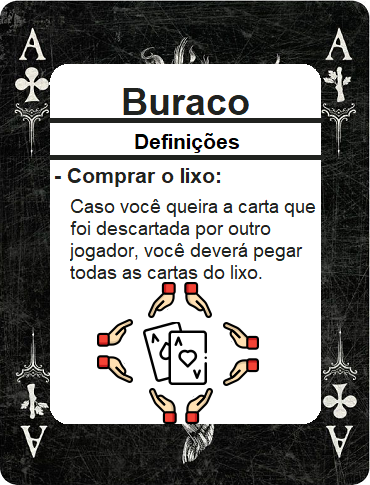 A A
Buraco
Definições
- Comprar o lixo:
Caso você queira a carta que
foi descartada por outro
jogador, você deverá pegar
todas as cartas do lixo.
A
A
A A